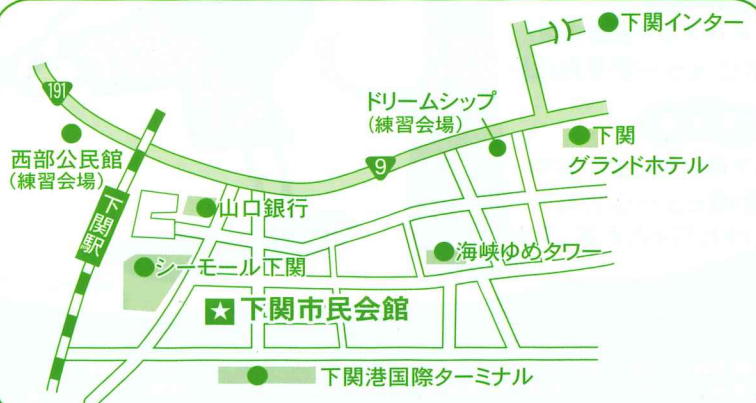 下関インター
191
ドリームシップ
(練習会場)
9
下関
グランドホテル
西部公民館
(練習会場)
下関駅
山口銀行
海峡ゆめタワー
シーモール下関
下関市民会館
下関港国際ターミナル